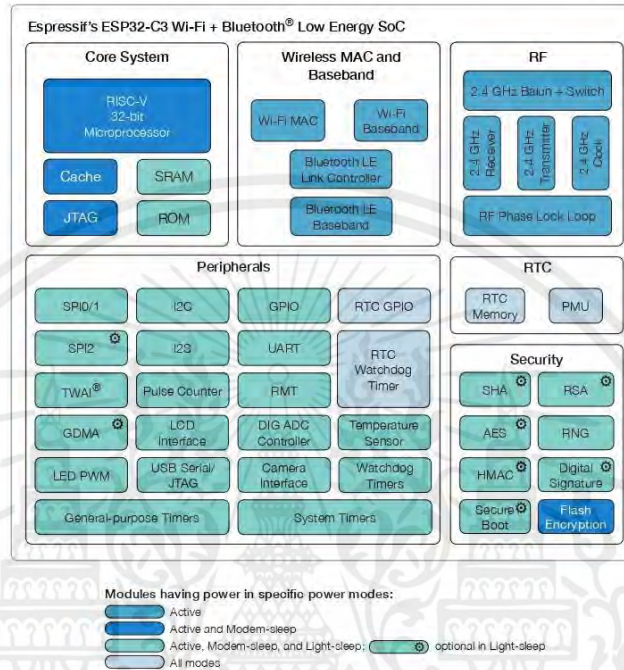 Espressif's ESP32-C3 Wi-Fi + Bluetooth® Low Energy SoC
Core System
RISC-V
32-bit
Microprocessor
Cache
SRAM
JTAG
ROM
Wireless MAC and
Baseband
Wi-Fi MAC
Wi-Fi
Baseband
Bluetooth LE
Link Controller
Bluetooth LE
Baseband
RF
2.4 GHz Balun + Switch
2.4 GHz
Receiver
2.4 GHz
Transmitter
2.4 GHz
Clock
RF Phase Lock Loop
Peripherals
SPI0/1
I2C
GPIO
RTC GPIO
SPI2
I2S
UART
RTC
Watchdog
Timer
TWAI®
Pulse Counter
RMT
GDMA
LCD
Interface
DIG ADC
Controller
Temperature
Sensor
LED PWM
USB Serial/
JTAG
Camera
Interface
Watchdog
Timers
General-purpose Timers
System Timers
RTC
RTC
Memory
PMU
Security
SHA
RSA
AES
RNG
HMAC
Digital
Signature
Secure
Boot
Flash
Encryption
Modules having power in specific power modes:
Active
Active and Modem-sleep
Active, Modem-sleep, and Light-sleep; optional in Light-sleep
All modes